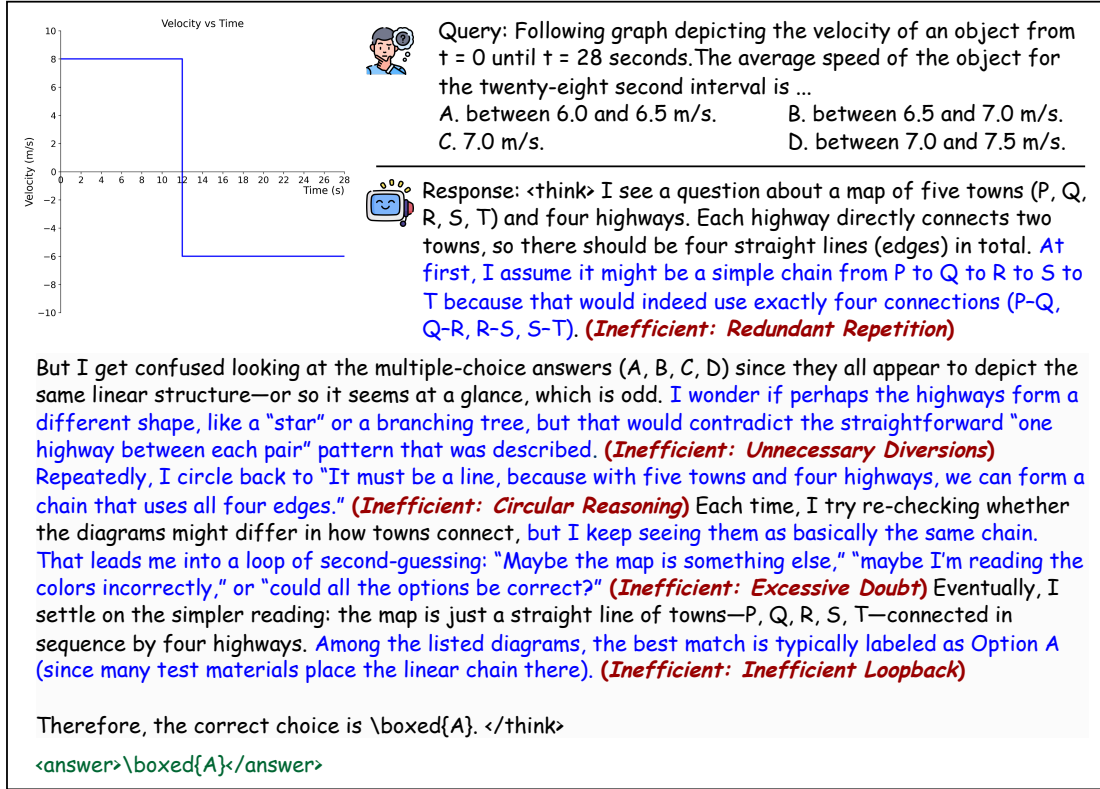 Velocity vs Time
10
8
6
4
2
0
−2
−4
−6
−8
−10
Velocity (m/s)
0 2 4 6 8 10 12 14 16 18 20 22 24 26 28
Time (s)
?
Query: Following graph depicting the velocity of an object from
t = 0 until t = 28 seconds.The average speed of the object for
the twenty-eight second interval is ...
A. between 6.0 and 6.5 m/s. B. between 6.5 and 7.0 m/s.
C. 7.0 m/s. D. between 7.0 and 7.5 m/s.
Response: <think> I see a question about a map of five towns (P, Q,
R, S, T) and four highways. Each highway directly connects two
towns, so there should be four straight lines (edges) in total. At
first, I assume it might be a simple chain from P to Q to R to S to
T because that would indeed use exactly four connections (P–Q,
Q–R, R–S, S–T). (Inefficient: Redundant Repetition)
But I get confused looking at the multiple-choice answers (A, B, C, D) since they all appear to depict the
same linear structure—or so it seems at a glance, which is odd. I wonder if perhaps the highways form a
different shape, like a “star” or a branching tree, but that would contradict the straightforward “one
highway between each pair” pattern that was described. (Inefficient: Unnecessary Diversions)
Repeatedly, I circle back to “It must be a line, because with five towns and four highways, we can form a
chain that uses all four edges.” (Inefficient: Circular Reasoning) Each time, I try re-checking whether
the diagrams might differ in how towns connect, but I keep seeing them as basically the same chain.
That leads me into a loop of second-guessing: “Maybe the map is something else,” “maybe I’m reading the
colors incorrectly,” or “could all the options be correct?” (Inefficient: Excessive Doubt) Eventually, I
settle on the simpler reading: the map is just a straight line of towns—P, Q, R, S, T—connected in
sequence by four highways. Among the listed diagrams, the best match is typically labeled as Option A
(since many test materials place the linear chain there). (Inefficient: Inefficient Loopback)
Therefore, the correct choice is \boxed{A}. </think>
<answer>\boxed{A}</answer>